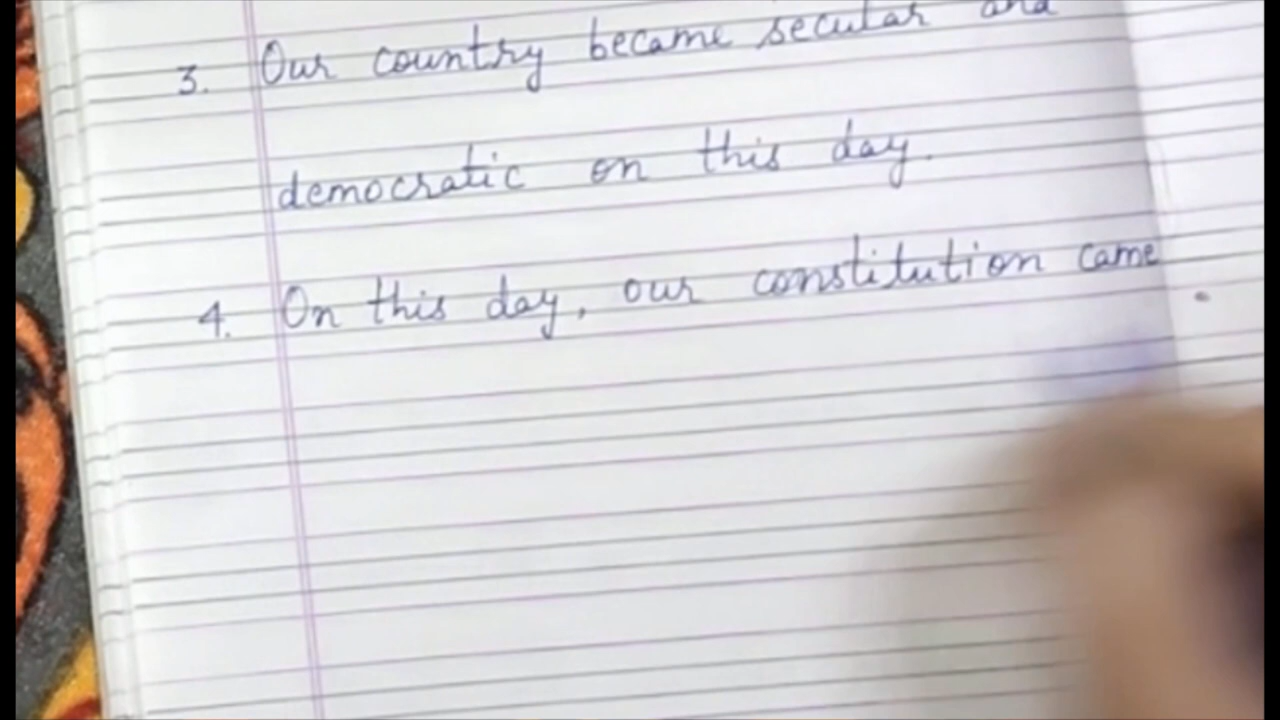 3. Our country became secular and
democratic on this day.
4. On this day, our constitution came